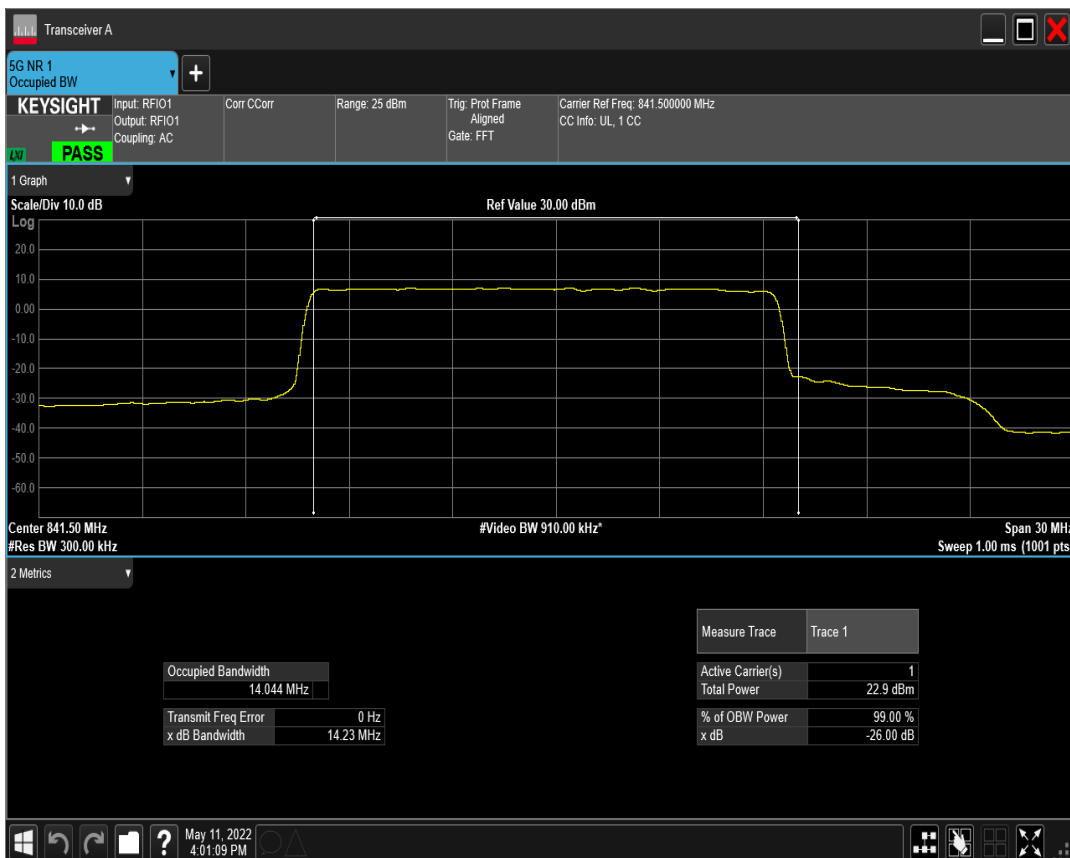 Transceiver A
5G NR 1
Occupied BW
KEYSIGHT
Input: RFIO1
Output: RFIO1
Coupling: AC
Corr CCorr
Range: 25 dBm
Trig: Prot Frame
Aligned
Gate: FFT
Carrier Ref Freq: 841.500000 MHz
CC Info: UL, 1 CC
LXI
PASS
1 Graph
Scale/Div 10.0 dB
Ref Value 30.00 dBm
Log
20.0
10.0
0.00
-10.0
-20.0
-30.0
-40.0
-50.0
-60.0
Center 841.50 MHz
#Video BW 910.00 kHz*
Span 30 MHz
#Res BW 300.00 kHz
Sweep 1.00 ms (1001 pts
2 Metrics
Measure Trace Trace 1
Occupied Bandwidth
14.044 MHz
Active Carrier(s) 1
Total Power 22.9 dBm
Transmit Freq Error 0 Hz
% of OBW Power 99.00 %
x dB Bandwidth 14.23 MHz
x dB -26.00 dB
?
May 11, 2022
4:01:09 PM